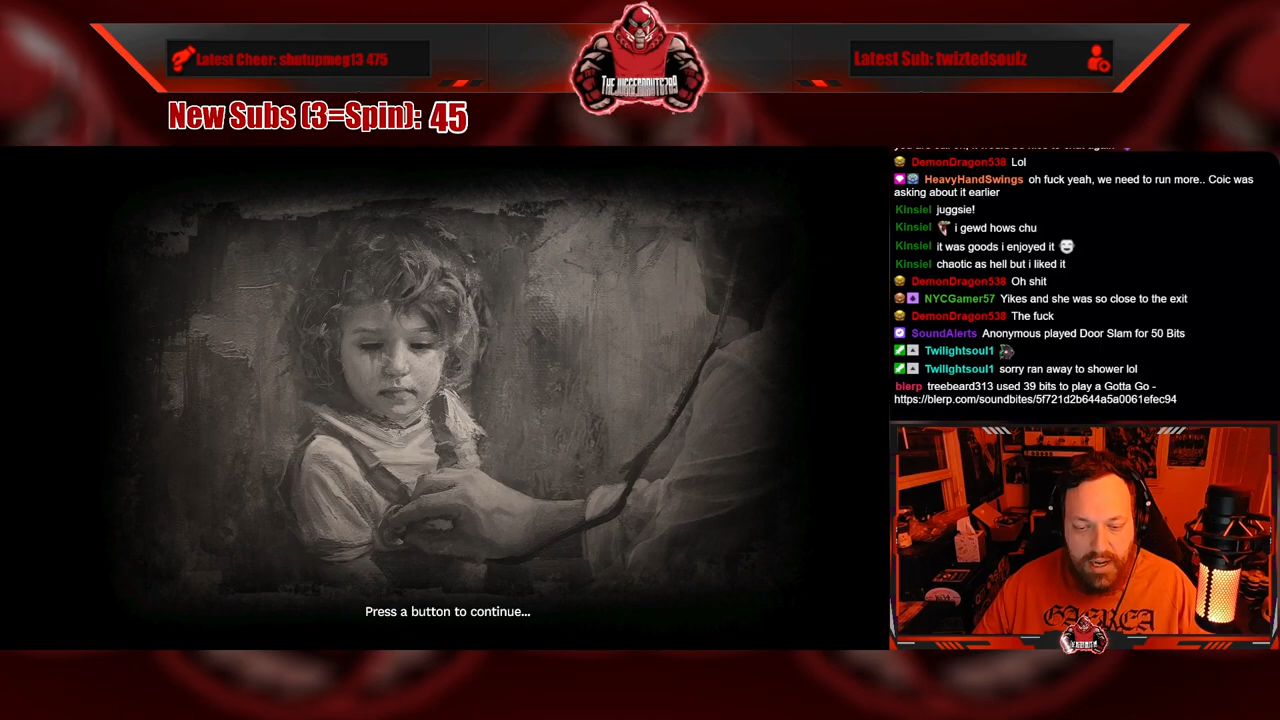 Latest Cheer: shutupmeg13 475
THEJUGGERNAUT6789
Latest Sub: twiztedsoulz
New Subs (3=Spin): 45
DemonDragon538 Lol
HeavyHandSwings oh fuck yeah, we need to run more.. Coic was
asking about it earlier
Kinsiel juggsie!
Kinsiel i gewd hows chu
Kinsiel it was goods i enjoyed it
Kinsiel chaotic as hell but i liked it
DemonDragon538 Oh shit
NYCGamer57 Yikes and she was so close to the exit
DemonDragon538 The fuck
SoundAlerts Anonymous played Door Slam for 50 Bits
Twilightsoul1
Twilightsoul1 sorry ran away to shower lol
blerp treebeard313 used 39 bits to play a Gotta Go -
https://blerp.com/soundbites/5f721d2b644a5a0061efec94
GAEREA
Press a button to continue...